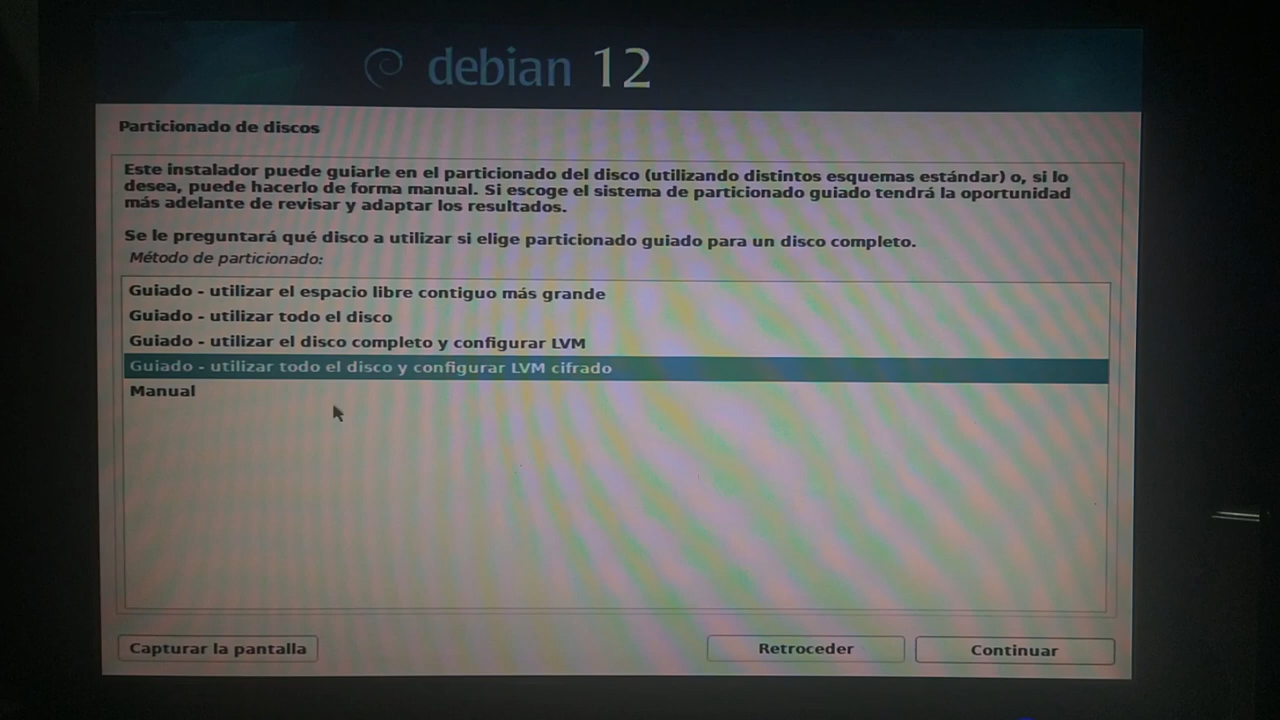 debian 12
Particionado de discos
Este instalador puede guiarle en el particionado del disco (utilizando distintos esquemas estándar) o, si lo
desea, puede hacerlo de forma manual. Si escoge el sistema de particionado guiado tendrá la oportunidad
más adelante de revisar y adaptar los resultados.
Se le preguntará qué disco a utilizar si elige particionado guiado para un disco completo.
Método de particionado:
Guiado - utilizar el espacio libre contiguo más grande
Guiado - utilizar todo el disco
Guiado - utilizar el disco completo y configurar LVM
Guiado - utilizar todo el disco y configurar LVM cifrado
Manual
Capturar la pantalla
Retroceder
Continuar